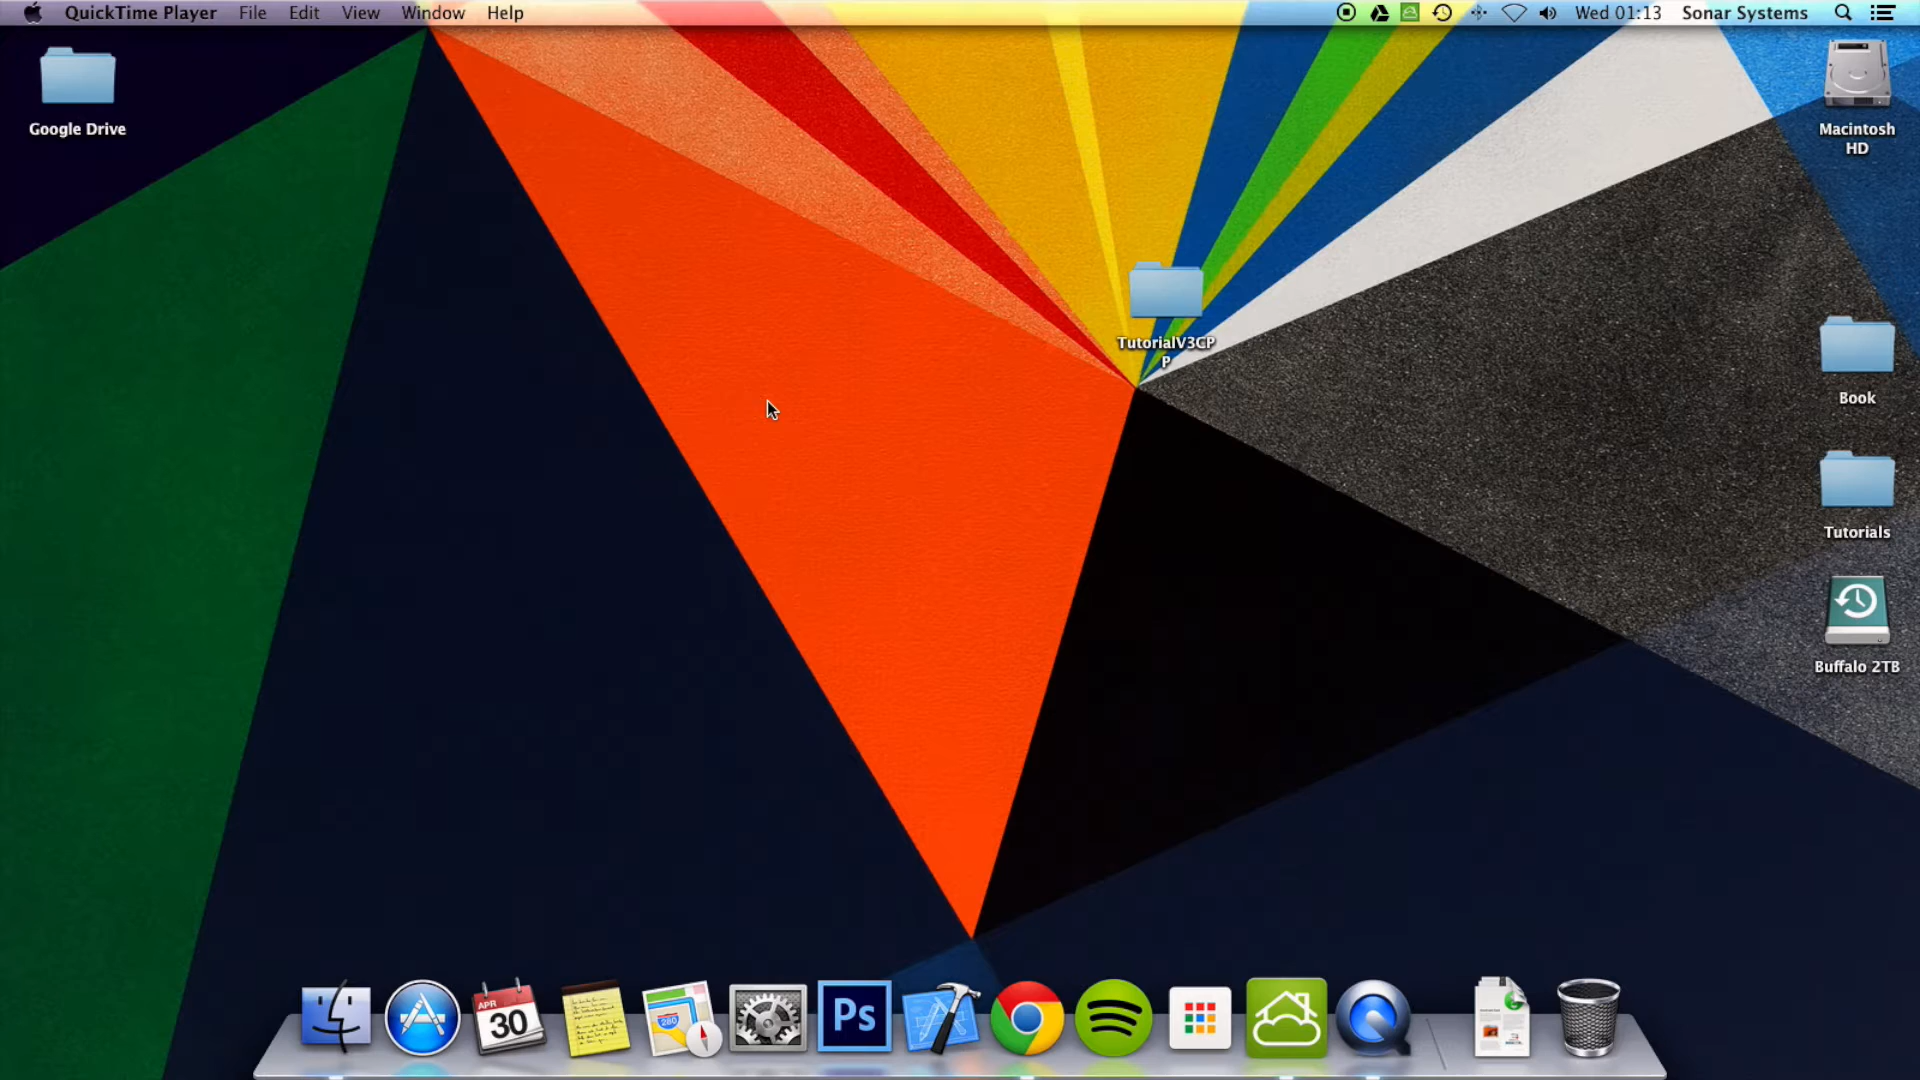 QuickTime Player File Edit View Window Help Wed 01:13 Sonar Systems
Google Drive
Macintosh
HD
TutorialV3CP
P
Book
Tutorials
Buffalo 2TB
APR
30
280
Ps